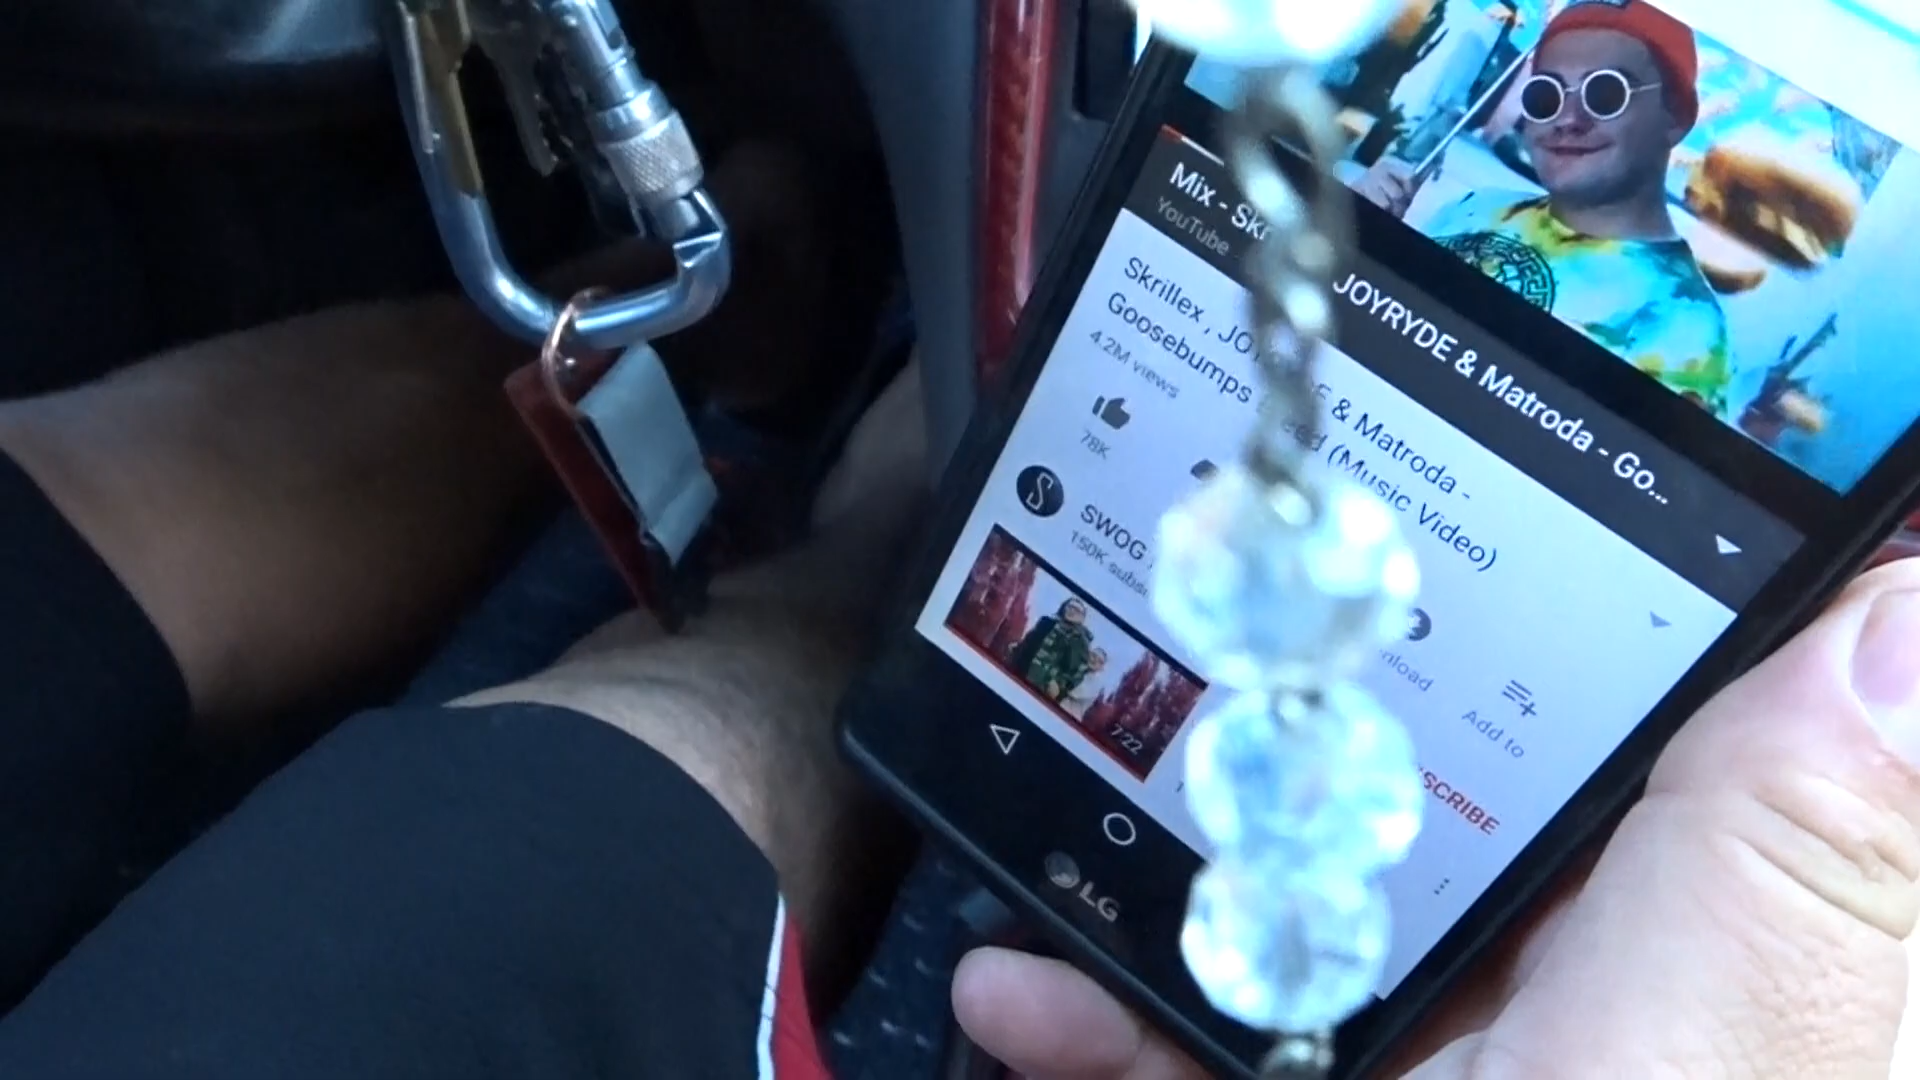 Mix - Skr JOYRYDE & Matroda - Go...
YouTube
Skrillex, JO & Matroda -
Goosebumps (Music Video)
4.2M views
78K
Add to
SWOG
150K
SCRIBE
7:22
LG